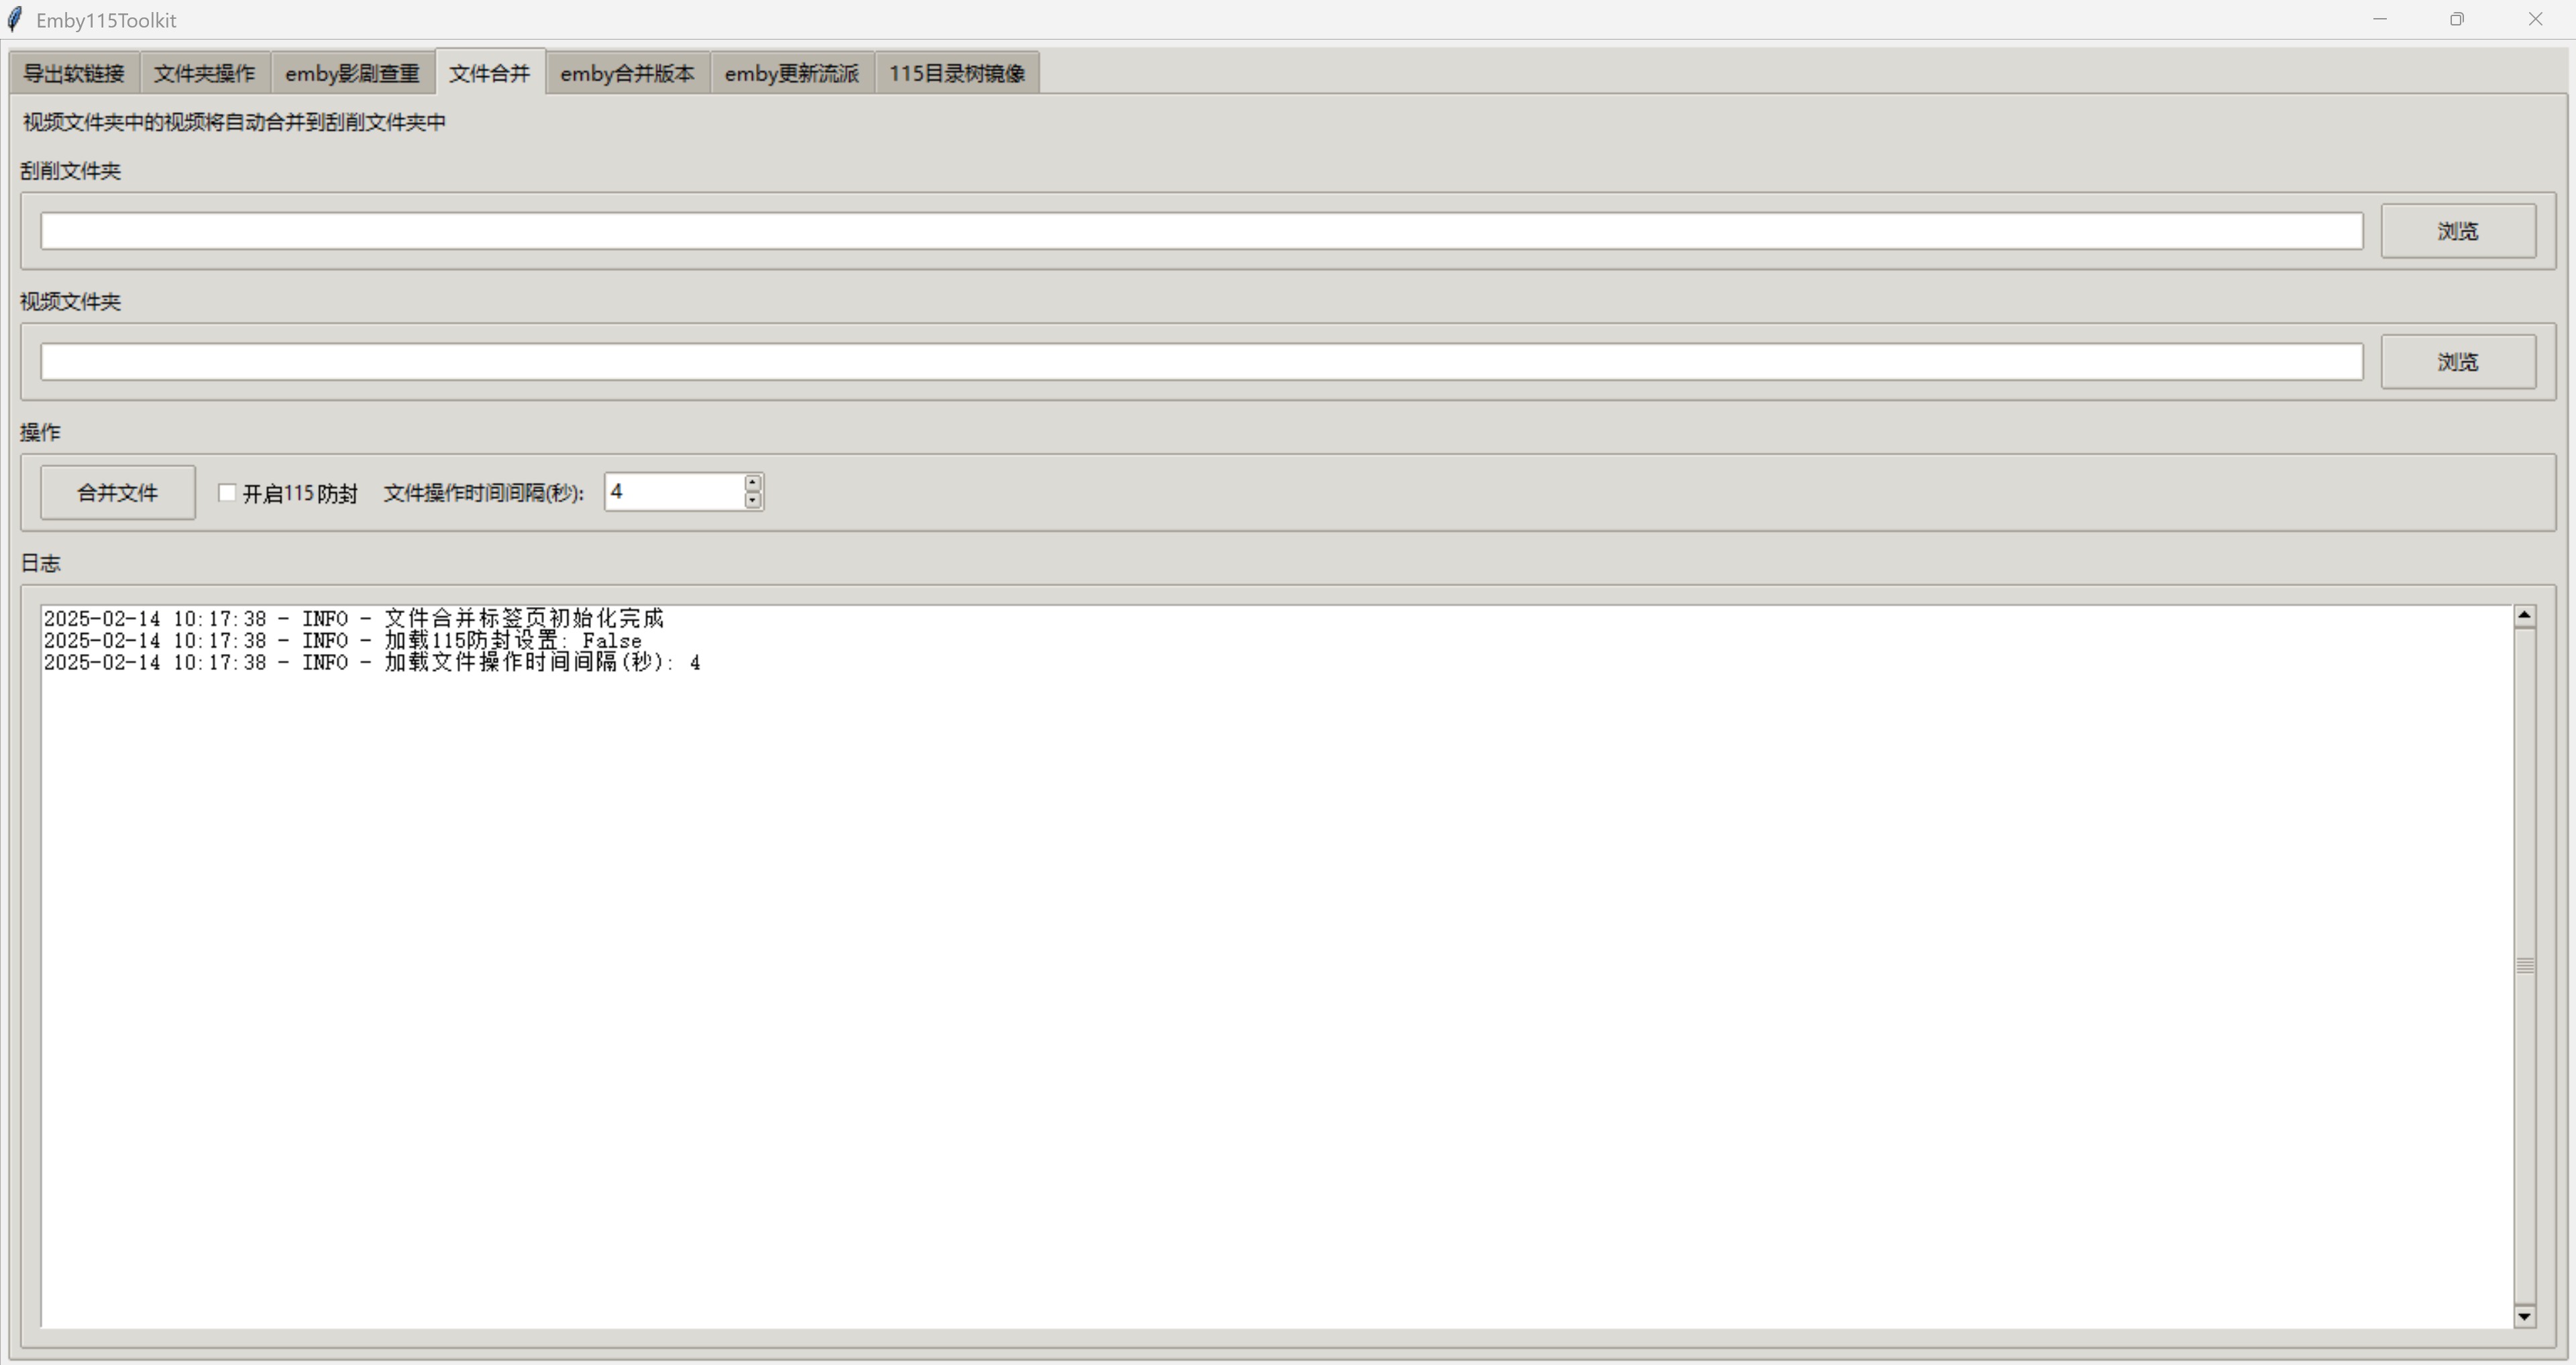 Emby115Toolkit
导出软链接 文件夹操作 emby影剧查重 文件合并 emby合并版本 emby更新流派 115目录树镜像
视频文件夹中的视频将自动合并到刮削文件夹中
刮削文件夹
浏览
视频文件夹
浏览
操作
合并文件 开启115防封 文件操作时间间隔(秒): 4
日志
2025-02-14 10:17:38 - INFO - 文件合并标签页初始化完成
2025-02-14 10:17:38 - INFO - 加载115防封设置: False
2025-02-14 10:17:38 - INFO - 加载文件操作时间间隔(秒): 4